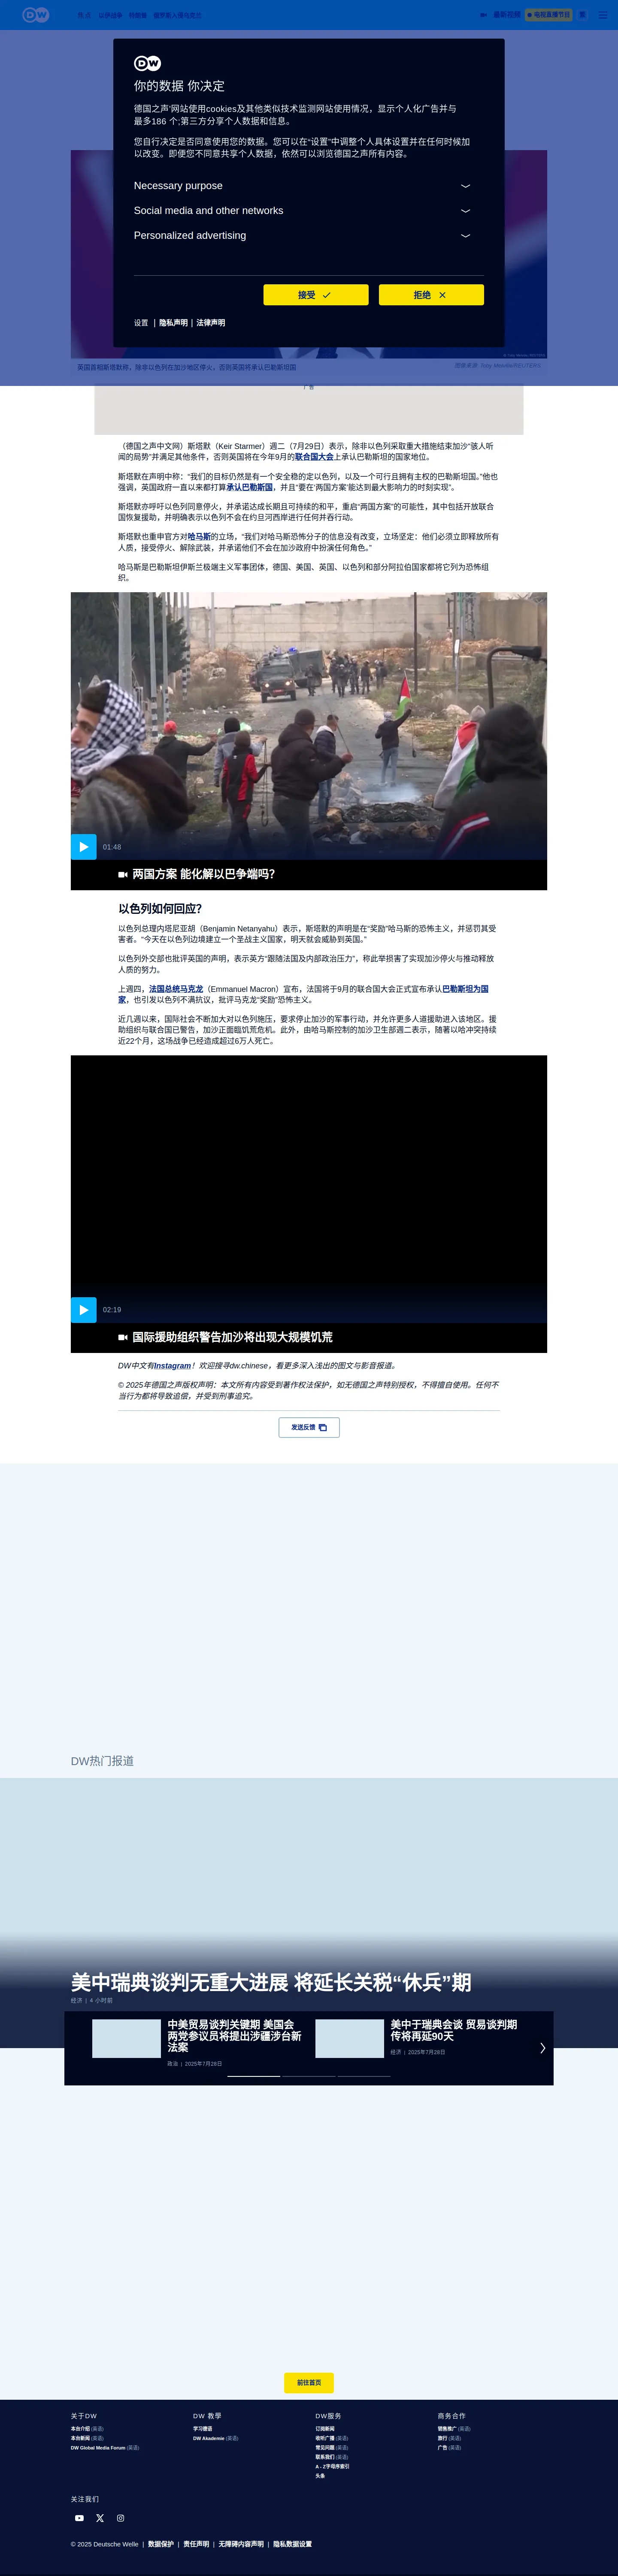 DW
热点 以伊战争 特朗普 俄罗斯入侵乌克兰
最新视频 电视直播节目
DW
你的数据 你决定
德国之声'网站使用cookies及其他类似技术监测网站使用情况，显示个人化广告并与
最多186 个;第三方分享个人数据和信息。
您自行决定是否同意使用您的数据。您可以在“设置”中调整个人具体设置并在任何时候加
以改变。即便您不同意共享个人数据，依然可以浏览德国之声所有内容。
Necessary purpose
Social media and other networks
Personalized advertising
接受
拒绝
设置 | 隐私声明 | 法律声明
英国首相斯塔默称，除非以色列在加沙地区停火，否则英国将承认巴勒斯坦国
图像来源: Toby Melville/REUTERS
广告
（德国之声中文网）斯塔默（Keir Starmer）週二（7月29日）表示，除非以色列采取重大措施结束加沙“骇人听
闻的局势”并满足其他条件，否则英国将在今年9月的联合国大会上承认巴勒斯坦的国家地位。
斯塔默在声明中称：“我们的目标仍然是有一个安全稳的定以色列，以及一个可行且拥有主权的巴勒斯坦国。”他也
强调，英国政府一直以来都打算承认巴勒斯国，并且“要在‘两国方案’能达到最大影响力的时刻实现”。
斯塔默亦呼吁以色列同意停火，并承诺达成长期且可持续的和平，重启“两国方案”的可能性，其中包括开放联合
国恢复援助，并明确表示以色列不会在约旦河西岸进行任何并吞行动。
斯塔默也重申官方对哈马斯的立场，“我们对哈马斯恐怖分子的信息没有改变，立场坚定：他们必须立即释放所有
人质，接受停火、解除武装，并承诺他们不会在加沙政府中扮演任何角色。”
哈马斯是巴勒斯坦伊斯兰极端主义军事团体，德国、美国、英国、以色列和部分阿拉伯国家都将它列为恐怖组
织。
01:48
两国方案 能化解以巴争端吗？
以色列如何回应？
以色列总理内塔尼亚胡（Benjamin Netanyahu）表示，斯塔默的声明是在“奖励”哈马斯的恐怖主义，并惩罚其受
害者。“今天在以色列边境建立一个圣战主义国家，明天就会威胁到英国。”
以色列外交部也批评英国的声明，表示英方“跟随法国及内部政治压力”，称此举损害了实现加沙停火与推动释放
人质的努力。
上週四，法国总统马克龙（Emmanuel Macron）宣布，法国将于9月的联合国大会正式宣布承认巴勒斯坦为国
家，也引发以色列不满抗议，批评马克龙“奖励”恐怖主义。
近几週以来，国际社会不断加大对以色列施压，要求停止加沙的军事行动，并允许更多人道援助进入该地区。援
助组织与联合国已警告，加沙正面临饥荒危机。此外，由哈马斯控制的加沙卫生部週二表示，随著以哈冲突持续
近22个月，这场战争已经造成超过6万人死亡。
02:19
国际援助组织警告加沙将出现大规模饥荒
DW中文有Instagram！欢迎搜寻dw.chinese，看更多深入浅出的图文与影音报道。
© 2025年德国之声版权声明：本文所有内容受到著作权法保护，如无德国之声特别授权，不得擅自使用。任何不
当行为都将导致追偿，并受到刑事追究。
发送反馈
DW热门报道
美中瑞典谈判无重大进展 将延长关税“休兵”期
经济 | 4 小时前
中美贸易谈判关键期 美国会
两党参议员将提出涉疆涉台新
法案
政治 | 2025年7月28日
美中于瑞典会谈 贸易谈判期
传将再延90天
经济 | 2025年7月28日
前往首页
关于DW
本台介绍 (英语)
本台新闻 (英语)
DW Global Media Forum (英语)
DW 教學
学习德语
DW Akademie (英语)
DW服务
订阅新闻
收听广播 (英语)
常见问题 (英语)
联系我们 (英语)
A - Z字母序索引
头条
商务合作
销售推广 (英语)
旅行 (英语)
广告 (英语)
关注我们
© 2025 Deutsche Welle | 数据保护 | 责任声明 | 无障碍内容声明 | 隐私数据设置